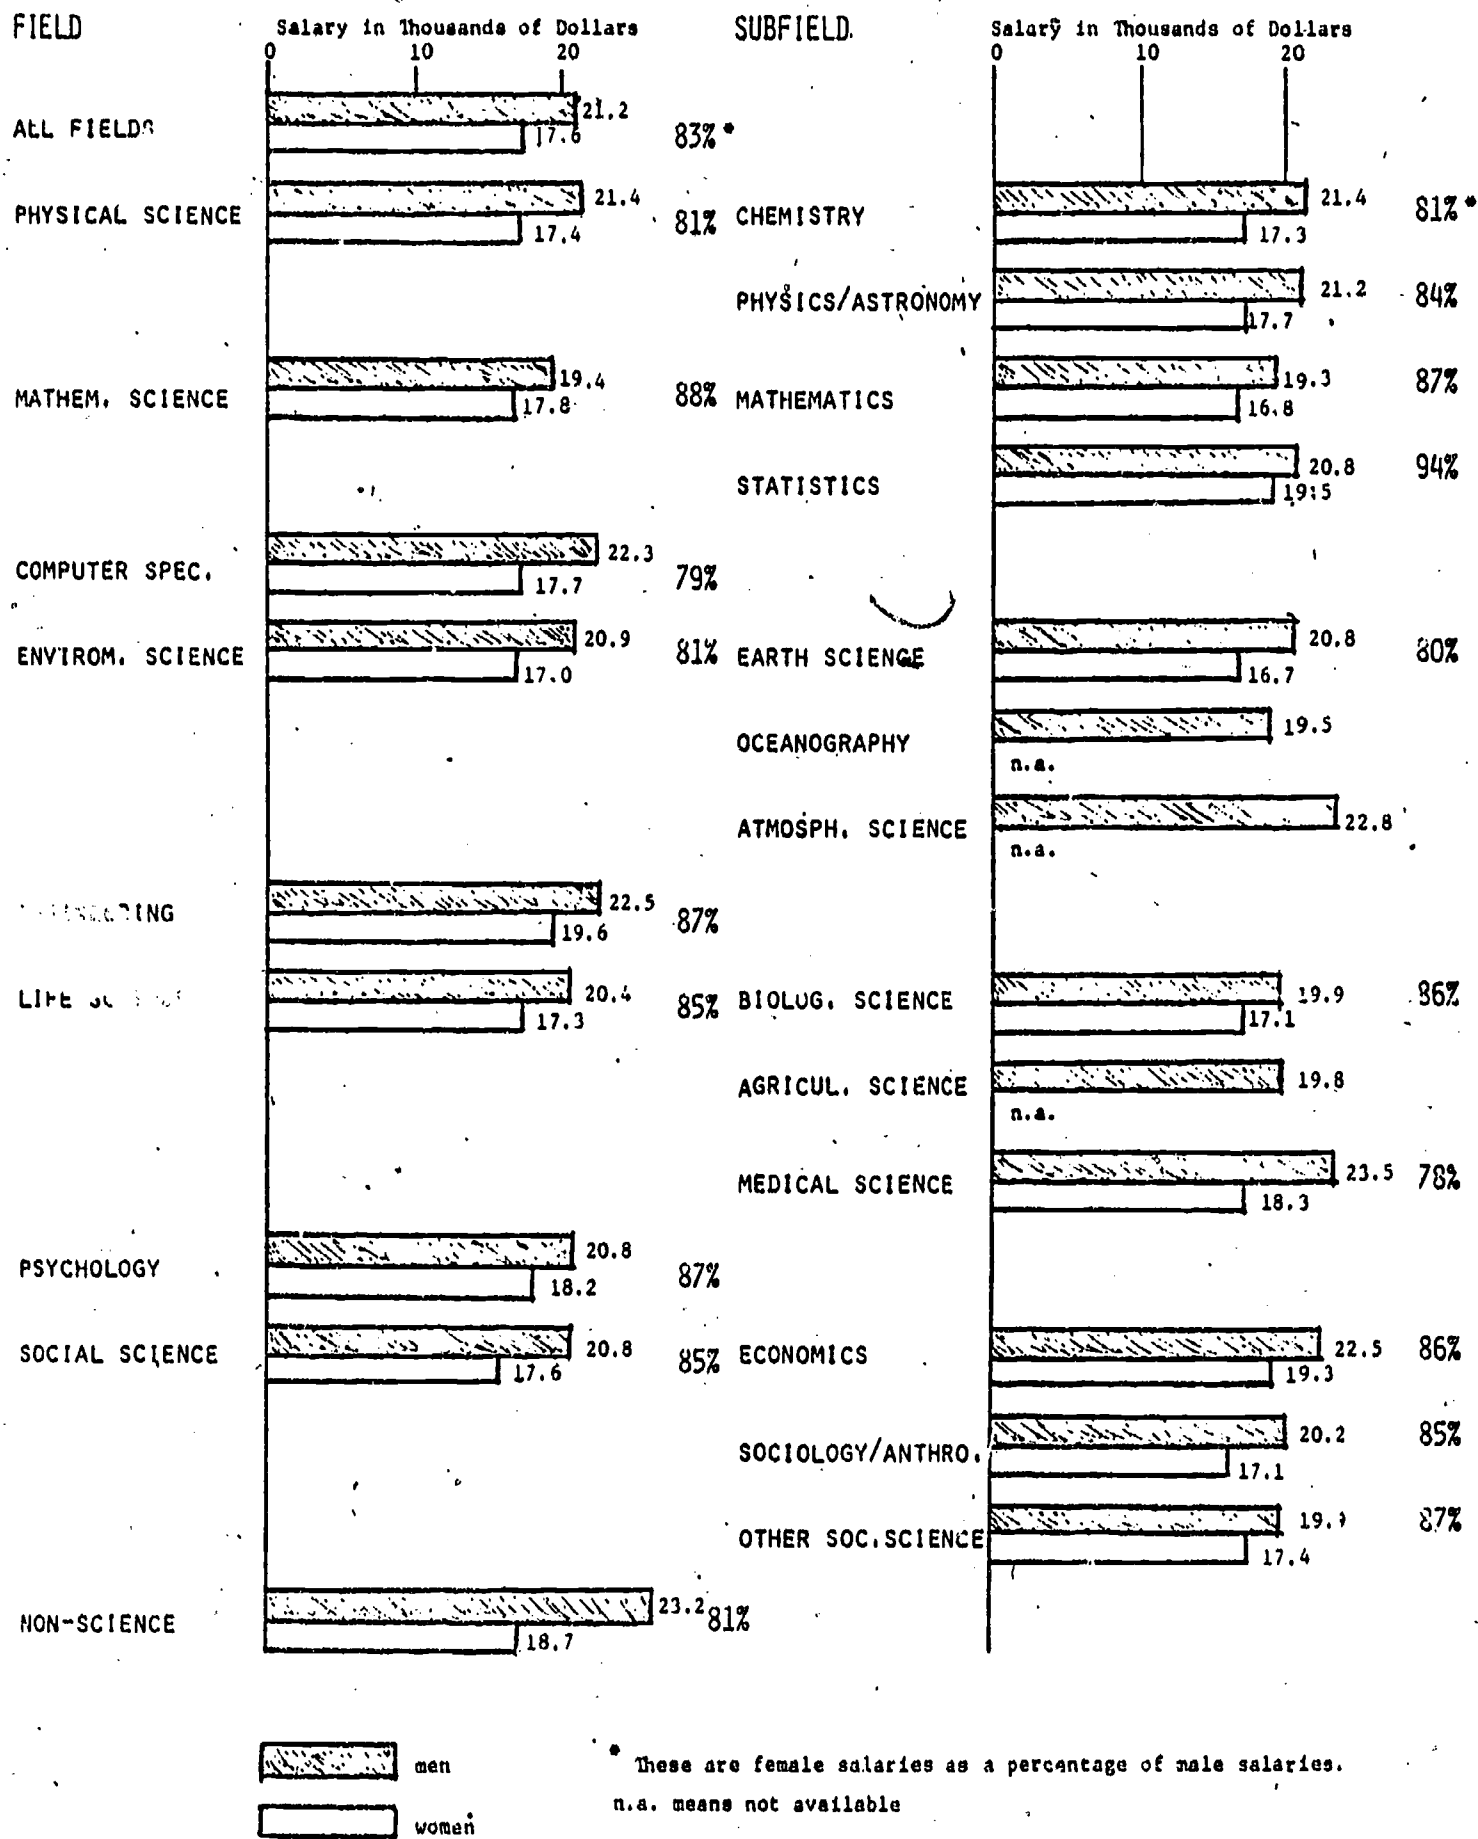 FIELD
Salary in Thousands of Dollars
0 10 20
ALL FIELDS
21.2
17.6
83%*
PHYSICAL SCIENCE
21.4
17.4
81%
MATHEM. SCIENCE
19.4
17.8
88%
COMPUTER SPEC.
22.3
17.7
79%
ENVIROM. SCIENCE
20.9
17.0
81%
22.5
19.6
87%
LIFE
20.4
17.3
85%
PSYCHOLOGY
20.8
18.2
87%
SOCIAL SCIENCE
20.8
17.6
85%
NON-SCIENCE
23.2
18.7
81%
SUBFIELD
Salary in Thousands of Dollars
0 10 20
CHEMISTRY
21.4
17.3
81%*
PHYSICS/ASTRONOMY
21.2
17.7
84%
MATHEMATICS
19.3
16.8
87%
STATISTICS
20.8
19.5
94%
EARTH SCIENCE
20.8
16.7
80%
OCEANOGRAPHY
19.5
n.a.
ATMOSPH. SCIENCE
22.8
n.a.
BIOLOG. SCIENCE
19.9
17.1
86%
AGRICUL. SCIENCE
19.8
n.a.
MEDICAL SCIENCE
23.5
18.3
78%
ECONOMICS
22.5
19.3
86%
SOCIOLOGY/ANTHRO.
20.2
17.1
85%
OTHER SOC.SCIENCE
17.4
87%
men
women
* These are female salaries as a percentage of male salaries.
n.a. means not available